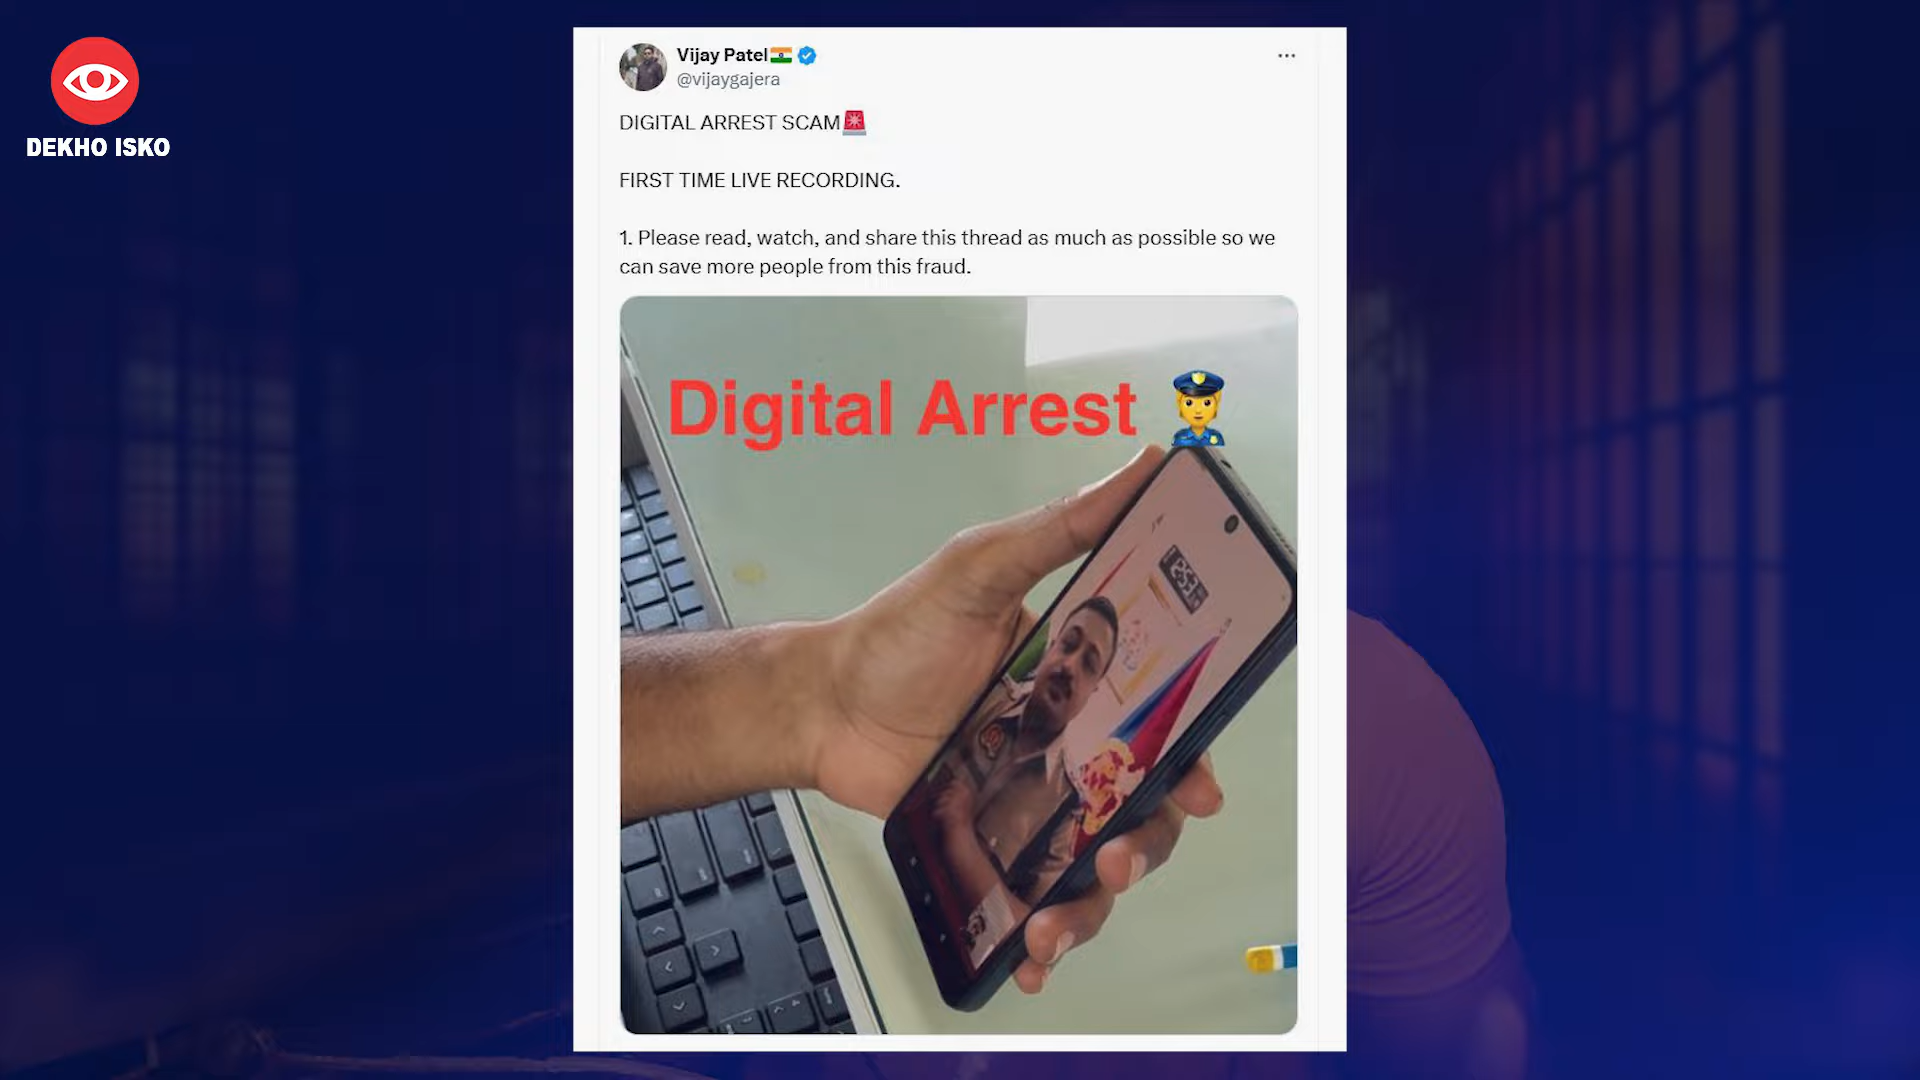 DEKHO ISKO
Vijay Patel🇮🇳
@vijaygajera
DIGITAL ARREST SCAM🚨
FIRST TIME LIVE RECORDING.
1. Please read, watch, and share this thread as much as possible so we
can save more people from this fraud.
Digital Arrest 👮